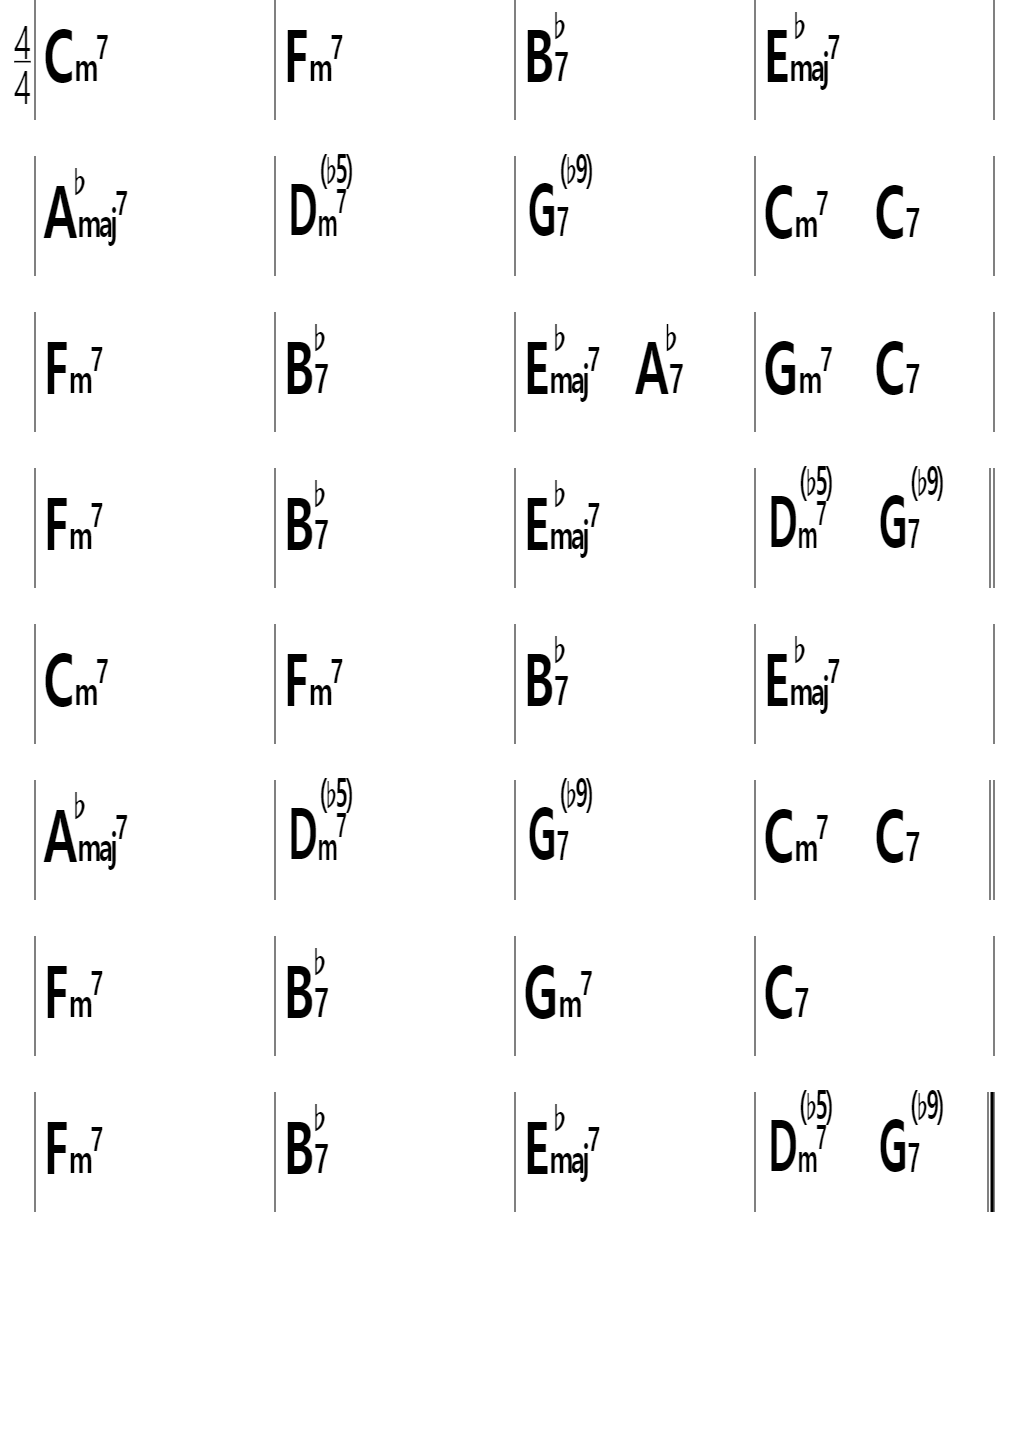 4/4 Cm7 Fm7 B♭7 E♭maj7
A♭maj7 Dm7(♭5) G7(♭9) Cm7 C7
Fm7 B♭7 E♭maj7 A♭7 Gm7 C7
Fm7 B♭7 E♭maj7 Dm7(♭5) G7(♭9)
Cm7 Fm7 B♭7 E♭maj7
A♭maj7 Dm7(♭5) G7(♭9) Cm7 C7
Fm7 B♭7 Gm7 C7
Fm7 B♭7 E♭maj7 Dm7(♭5) G7(♭9)